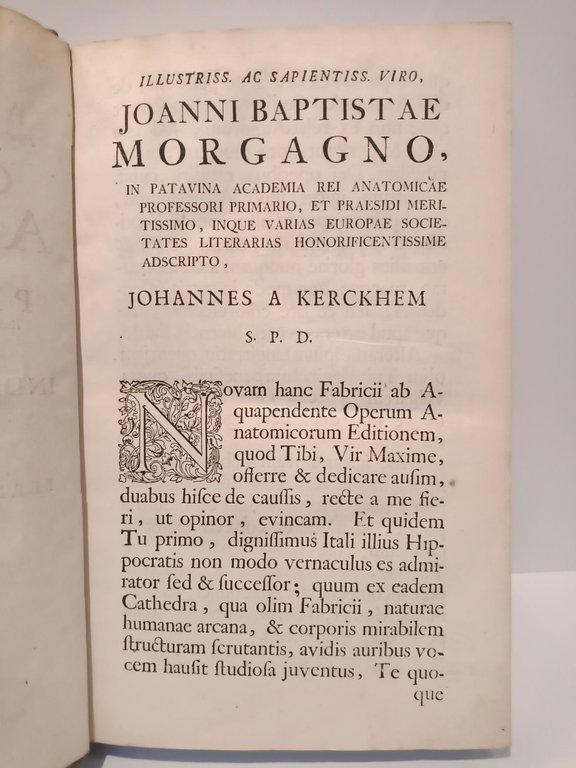 ILLUSTRISS. AC SAPIENTISS. VIRO,
JOANNI BAPTISTAE
MORGAGNO,
IN PATAVINA ACADEMIA REI ANATOMICAE
PROFESSORI PRIMARIO, ET PRAESIDI MERI-
TISSIMO, INQUE VARIAS EUROPAE SOCIE-
TATES LITERARIAS HONORIFICENTISSIME
ADSCRIPTO,
JOHANNES A KERCKHEM
S. P. D.
Novam hanc Fabricii ab A-
quapendente Operum A-
natomicorum Editionem,
quod Tibi, Vir Maxime,
offerre & dedicare auſim,
duabus hiſce de cauſſis, recte a me fie-
ri, ut opinor, evincam. Et quidem
Tu primo, digniſſimus Itali illius Hip-
pocratis non modo vernaculus es admi-
rator ſed & ſucceſſor; quum ex eadem
Cathedra, qua olim Fabricii, naturae
humanae arcana, & corporis mirabilem
ſtructuram ſcrutantis, avidis auribus vo-
cem hauſit ſtudioſa juventus, Te quo-
que